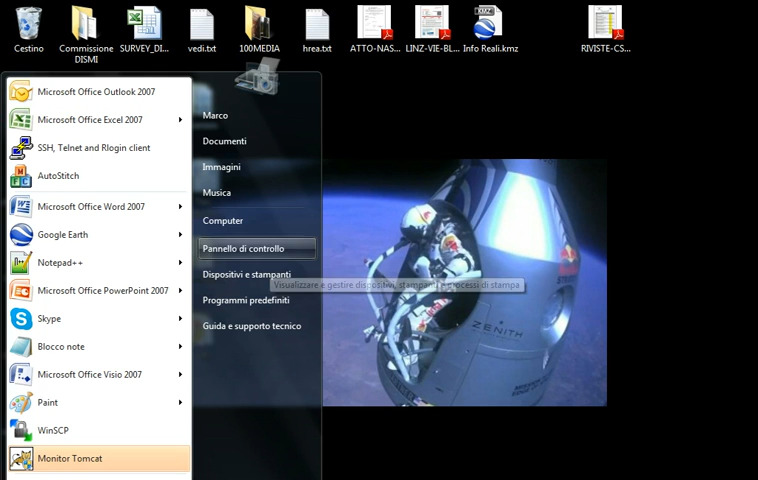 Cestino
Commissione
DISMI
SURVEY_DI...
vedi.txt
100MEDIA
hrea.txt
ATTO-NAS...
LINZ-VIE-BL...
KMZ
Info Reali.kmz
RIVISTE-CS...
Microsoft Office Outlook 2007
Microsoft Office Excel 2007
SSH, Telnet and Rlogin client
AutoStitch
Microsoft Office Word 2007
Google Earth
Notepad++
Microsoft Office PowerPoint 2007
Skype
Blocco note
Microsoft Office Visio 2007
Paint
WinSCP
Monitor Tomcat
Marco
Documenti
Immagini
Musica
Computer
Pannello di controllo
Dispositivi e stampanti
Visualizzare e gestire dispositivi, stampanti e processi di stampa
Programmi predefiniti
Guida e supporto tecnico
ZENITH